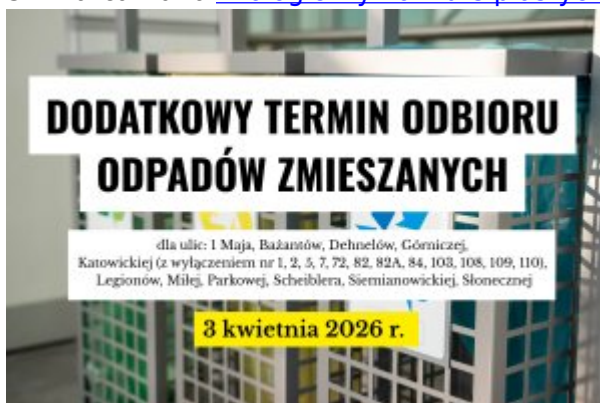 DODATKOWY TERMIN ODBIORU
ODPADÓW ZMIESZANYCH
dla ulic: 1 Maja, Bażantów, Dehnelów, Górniczej,
Katowickiej (z wyłączeniem nr 1, 2, 5, 7, 72, 82, 82A, 84, 103, 108, 109, 110),
Legionów, Miłej, Parkowej, Scheiblera, Siemianowickiej, Słonecznej
3 kwietnia 2026 r.